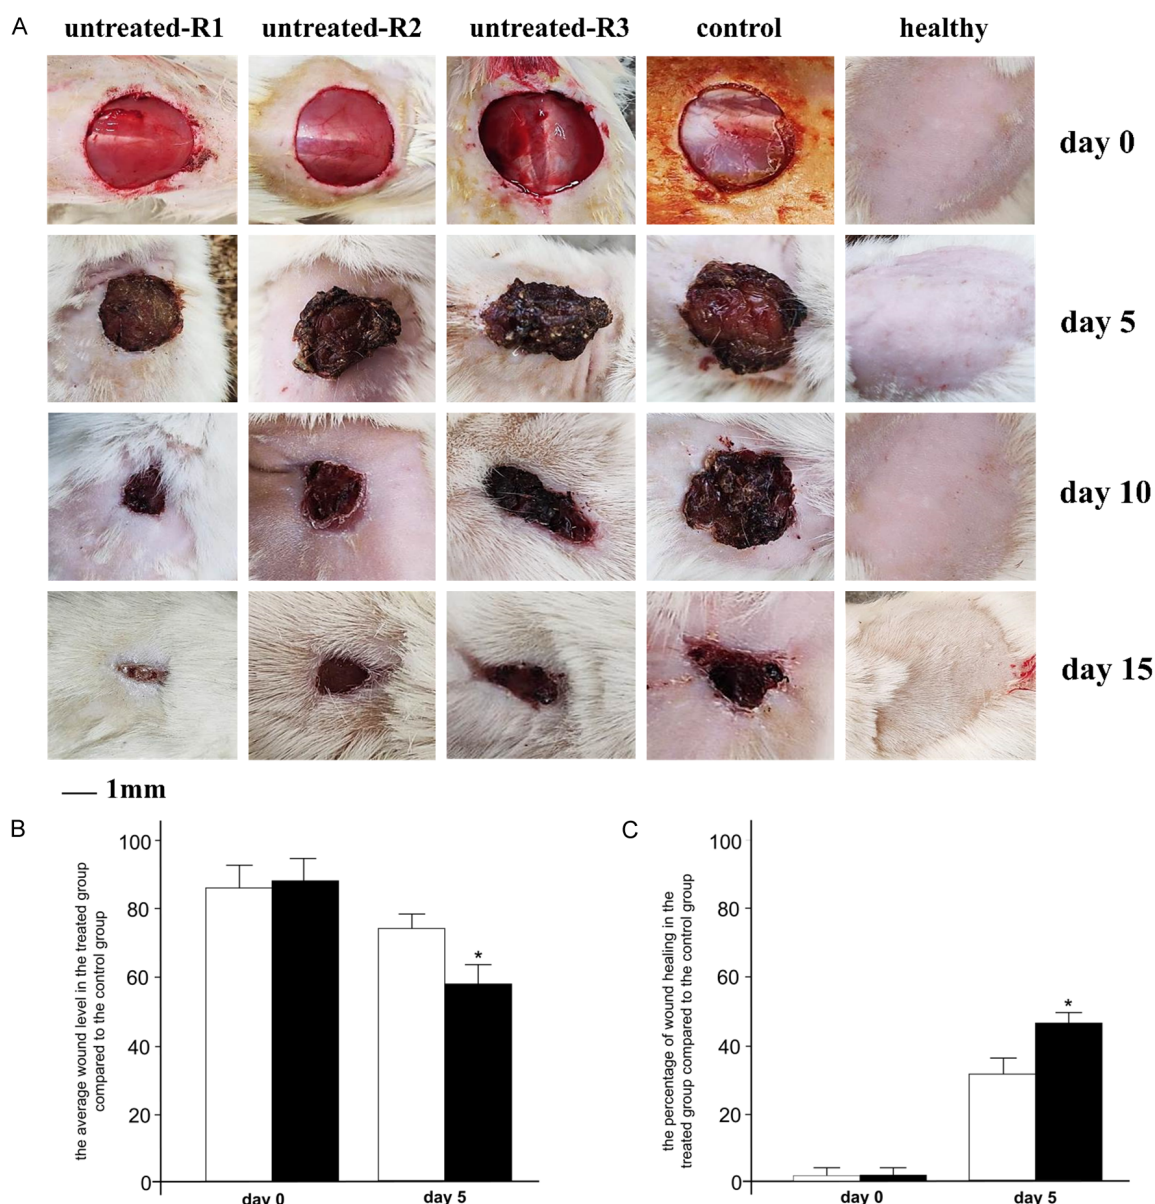 A
untreated-R1 untreated-R2 untreated-R3 control healthy
day 0
day 5
day 10
day 15
1mm
B
the average wound level in the treated group
compared to the control group
100
80
60
40
20
0
*
day 0 day 5
C
the percentage of wound healing in the
treated group compared to the control group
100
80
60
40
20
0
*
day 0 day 5